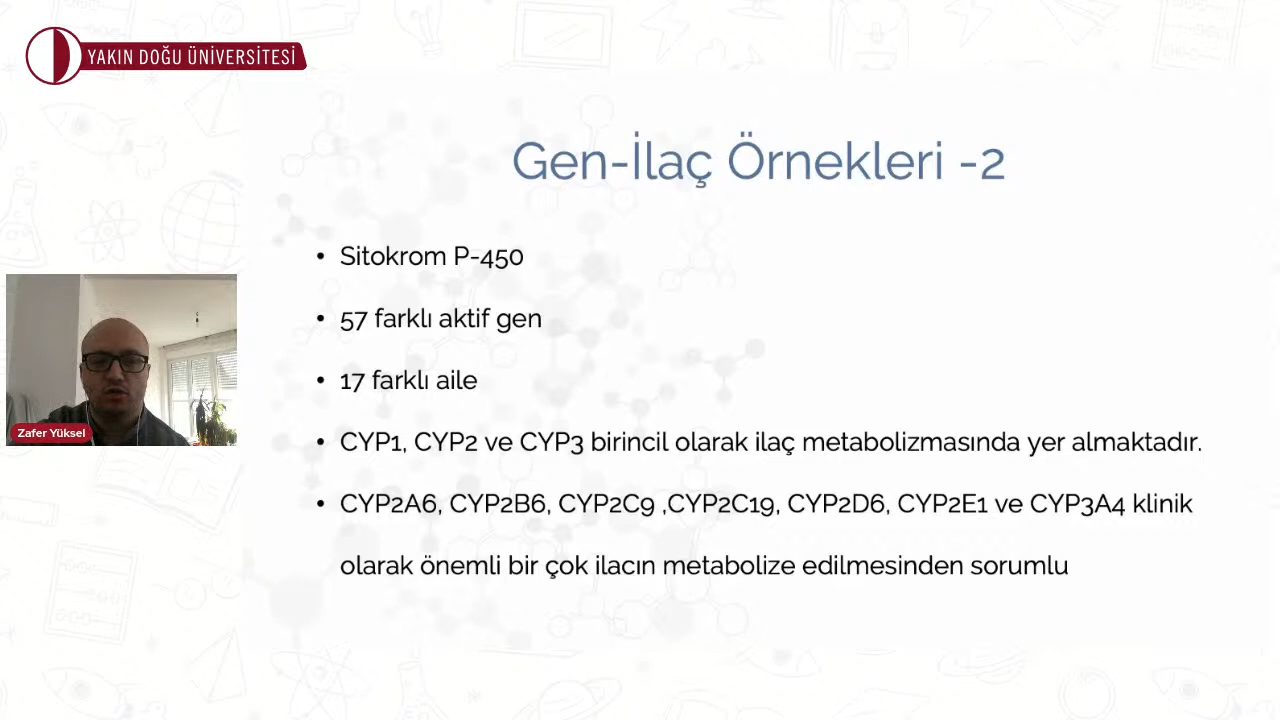 YAKIN DOĞU ÜNİVERSİTESİ
Gen-İlaç Örnekleri -2
• Sitokrom P-450
• 57 farklı aktif gen
• 17 farklı aile
• CYP1, CYP2 ve CYP3 birincil olarak ilaç metabolizmasında yer almaktadır.
• CYP2A6, CYP2B6, CYP2C9 ,CYP2C19, CYP2D6, CYP2E1 ve CYP3A4 klinik
olarak önemli bir çok ilacın metabolize edilmesinden sorumlu
Zafer Yüksel